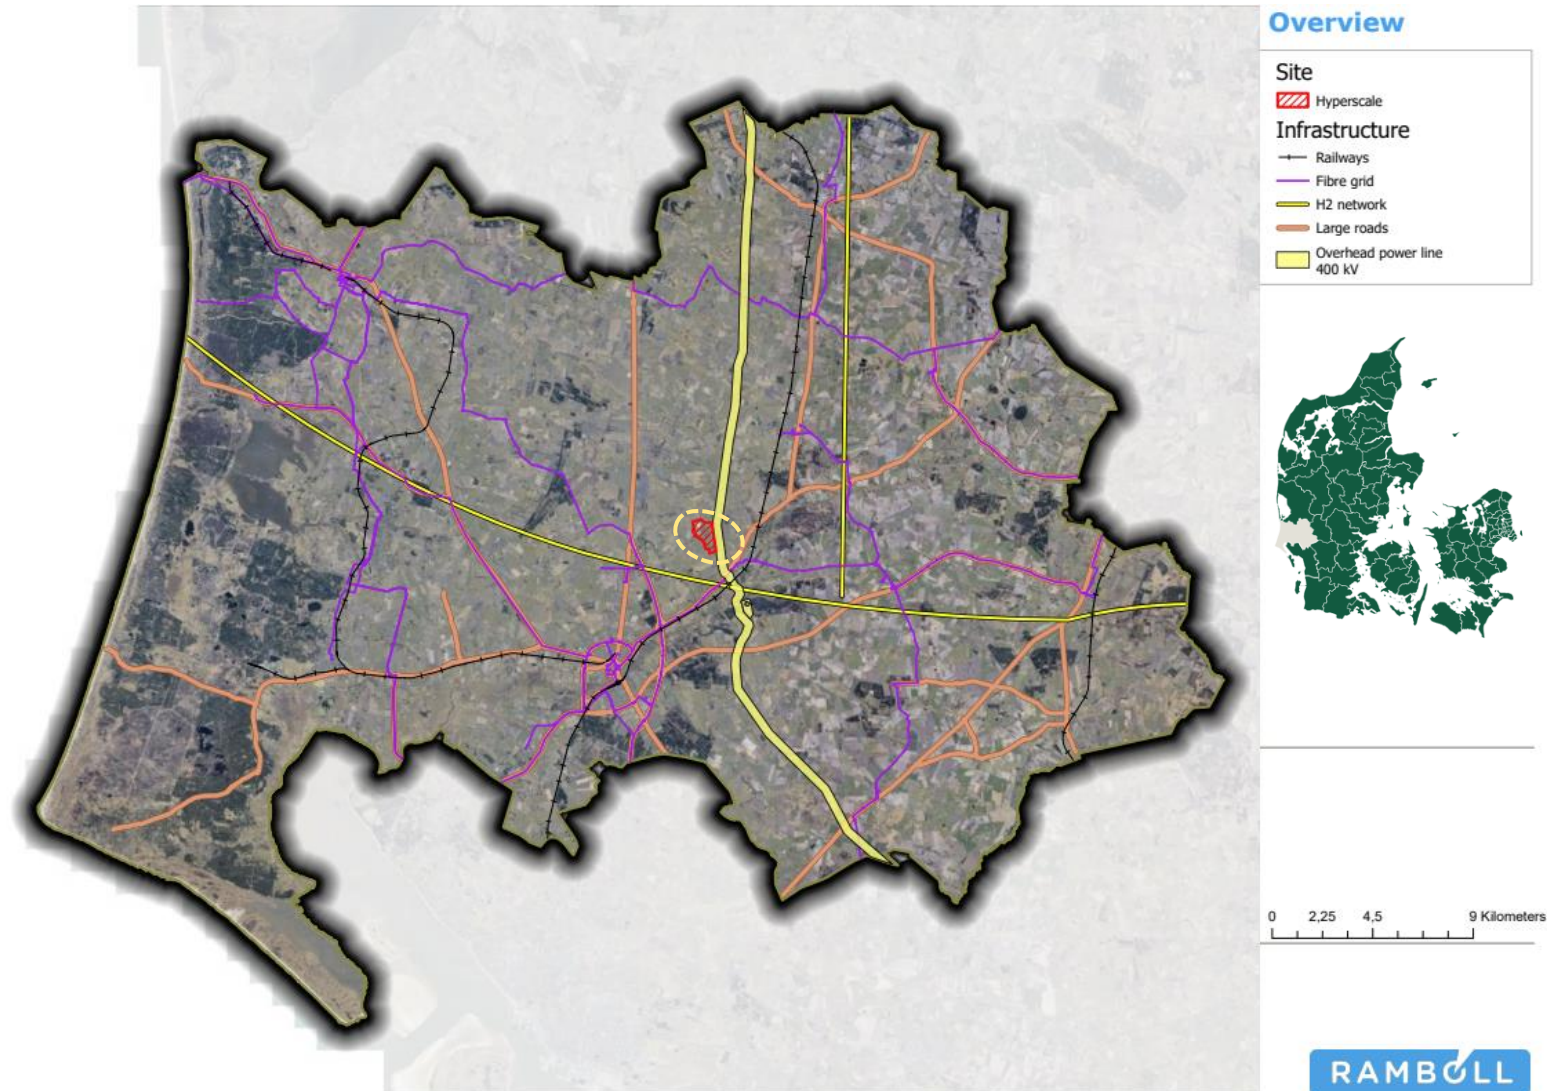 Overview
Site
Hyperscale
Infrastructure
Railways
Fibre grid
H2 network
Large roads
Overhead power line
400 kV
0 2,25 4,5 9 Kilometers
RAMBOLL